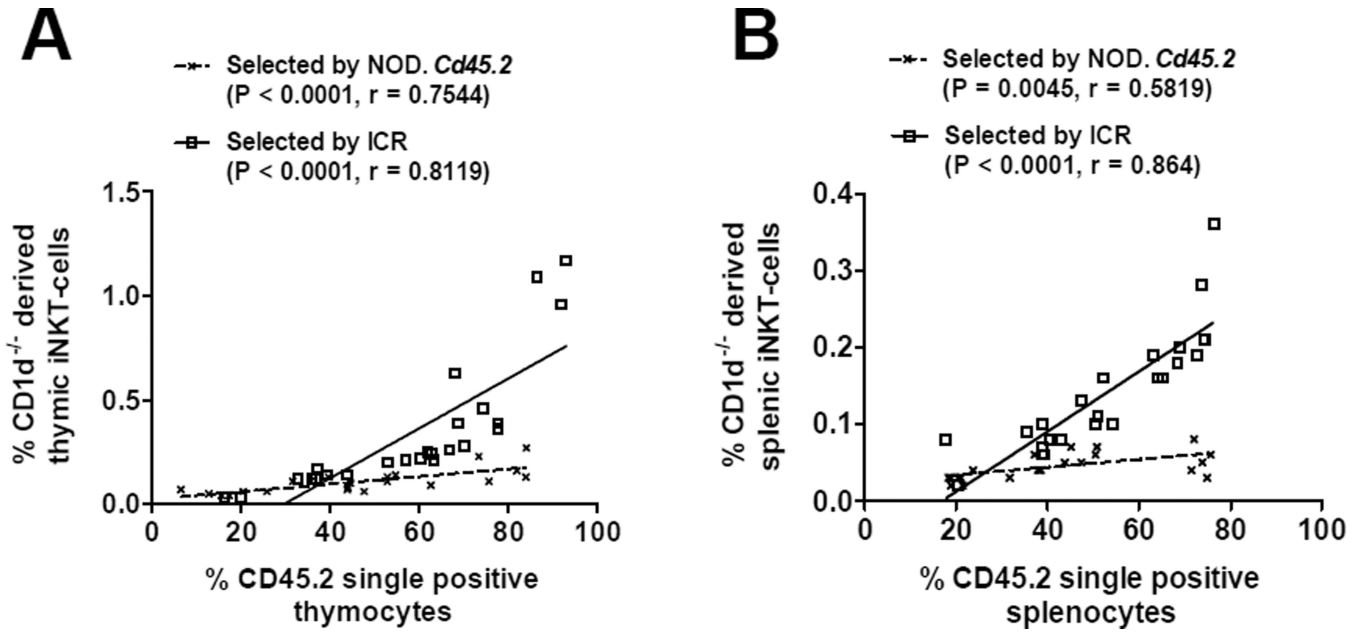 A
Selected by NOD. Cd45.2
(P < 0.0001, r = 0.7544)
Selected by ICR
(P < 0.0001, r = 0.8119)
1.5
1.0
0.5
0.0
% CD1d-/- derived
thymic iNKT-cells
0 20 40 60 80 100
% CD45.2 single positive
thymocytes
B
Selected by NOD. Cd45.2
(P = 0.0045, r = 0.5819)
Selected by ICR
(P < 0.0001, r = 0.864)
0.4
0.3
0.2
0.1
0.0
% CD1d-/- derived
splenic iNKT-cells
0 20 40 60 80 100
% CD45.2 single positive
splenocytes